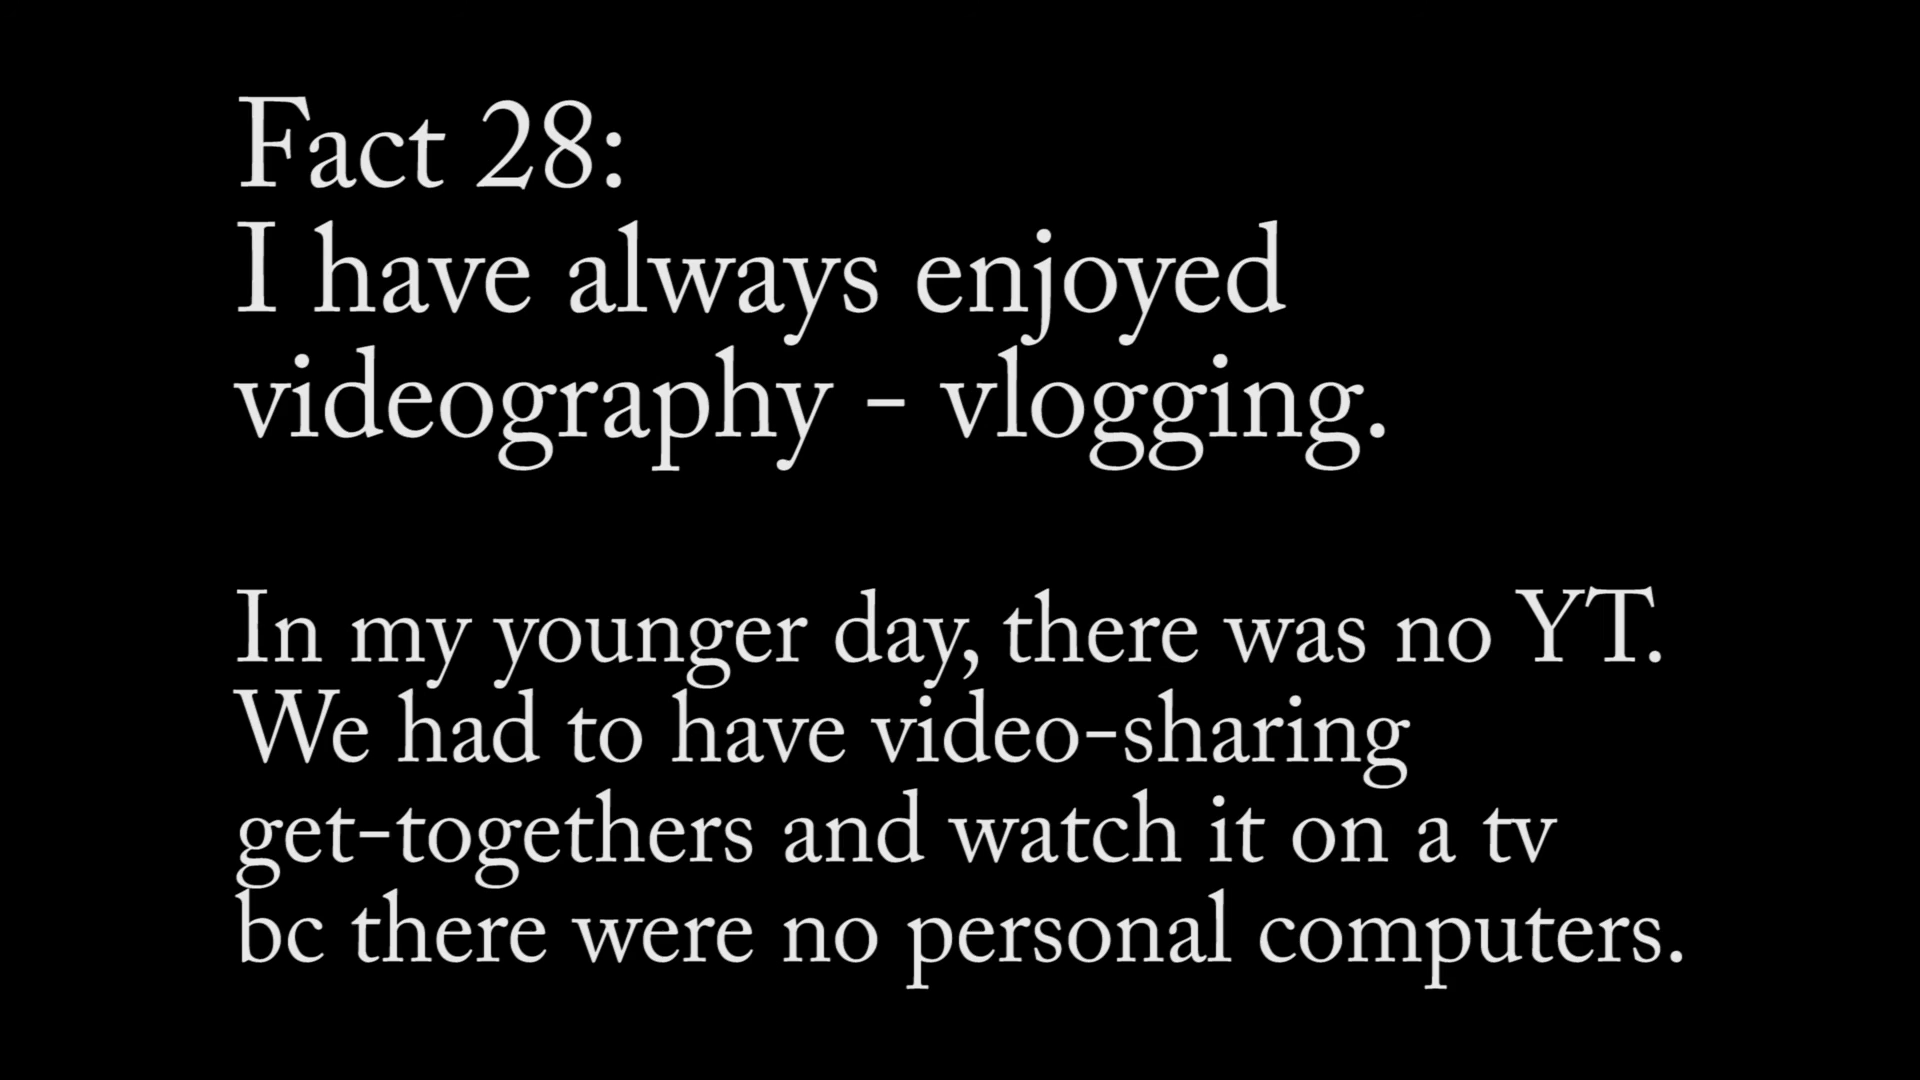 Fact 28:
I have always enjoyed
videography - vlogging.
In my younger day, there was no YT.
We had to have video-sharing
get-togethers and watch it on a tv
bc there were no personal computers.